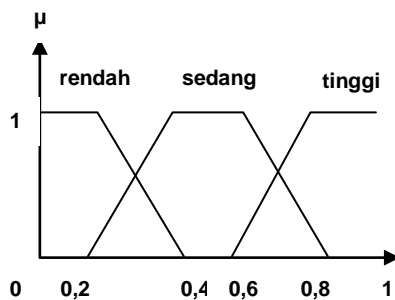 μ
rendah sedang tinggi
1
0 0,2 0,4 0,6 0,8 1